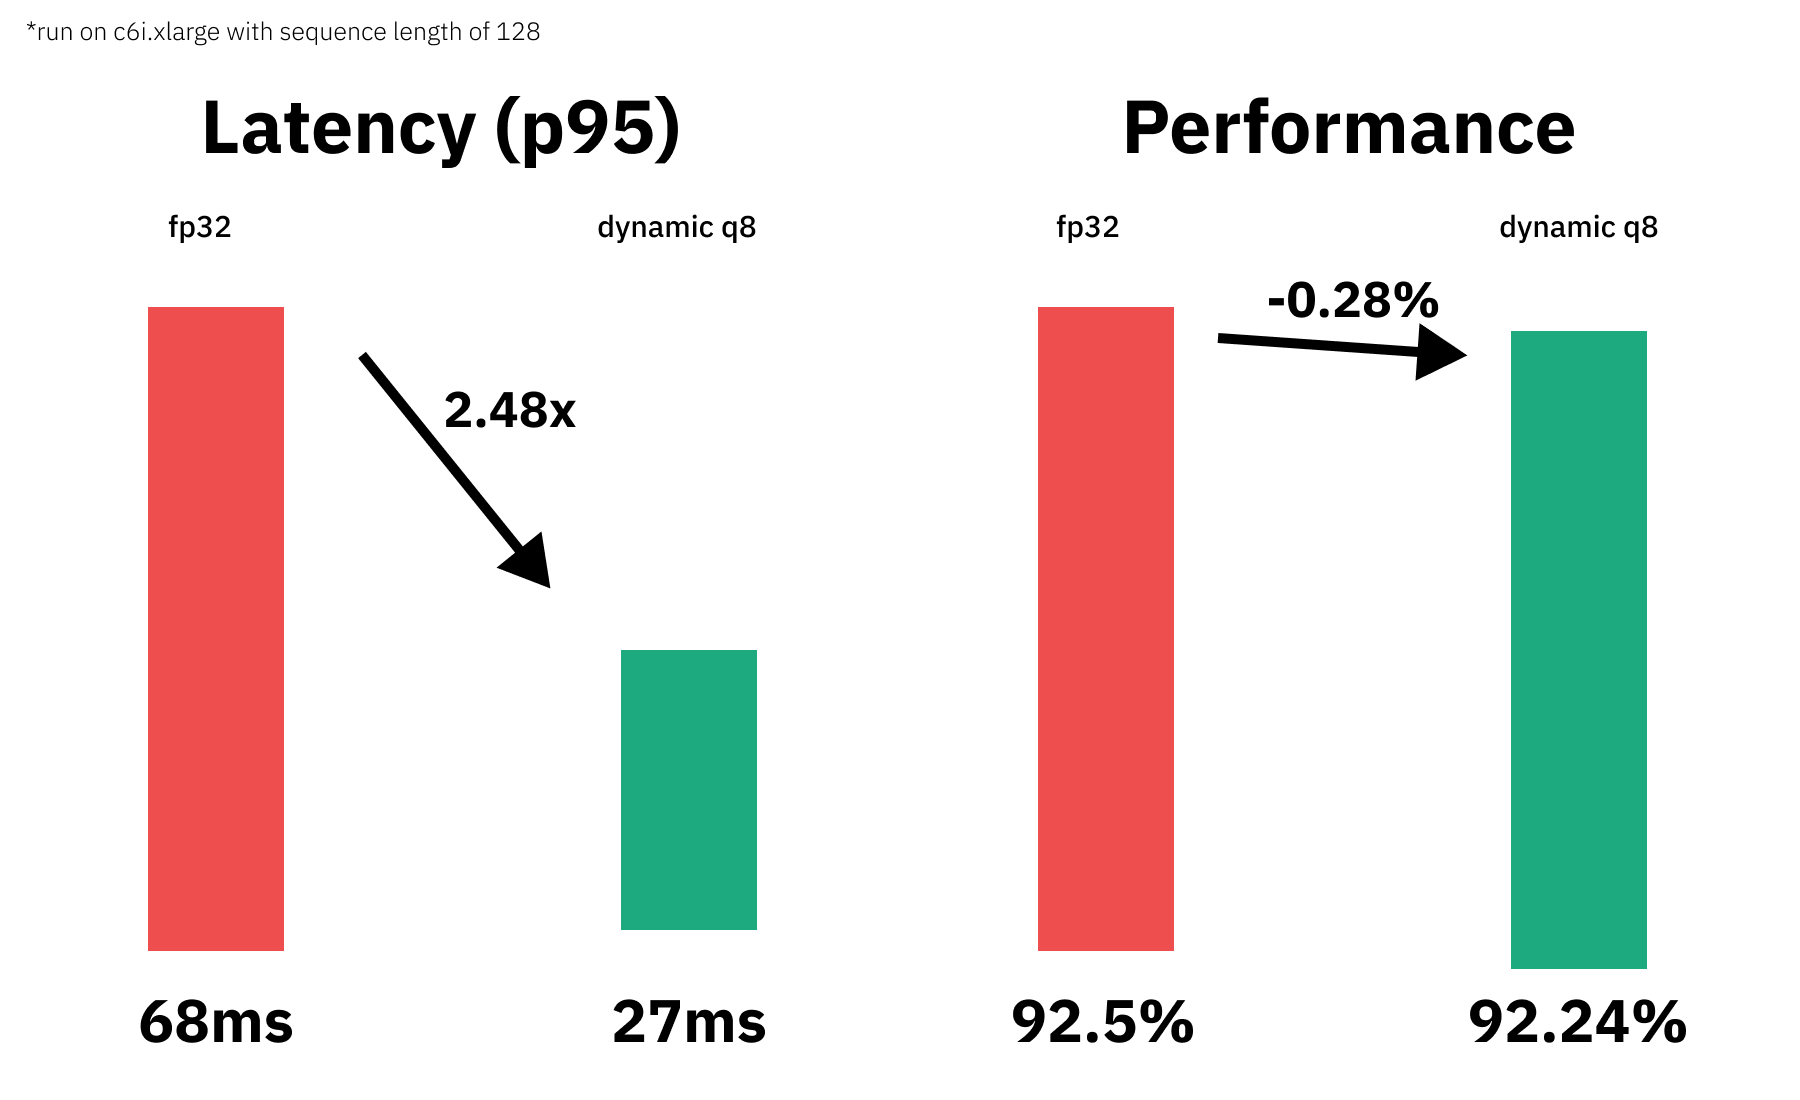 *run on c6i.xlarge with sequence length of 128
Latency (p95)
fp32
dynamic q8
2.48x
68ms
27ms
Performance
fp32
dynamic q8
-0.28%
92.5%
92.24%